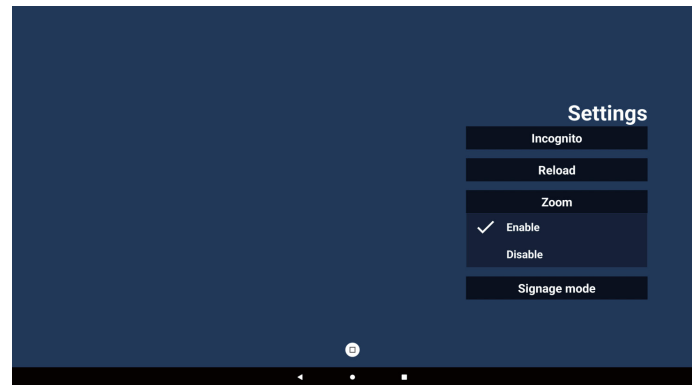 Settings
Incognito
Reload
Zoom
Enable
Disable
Signage mode